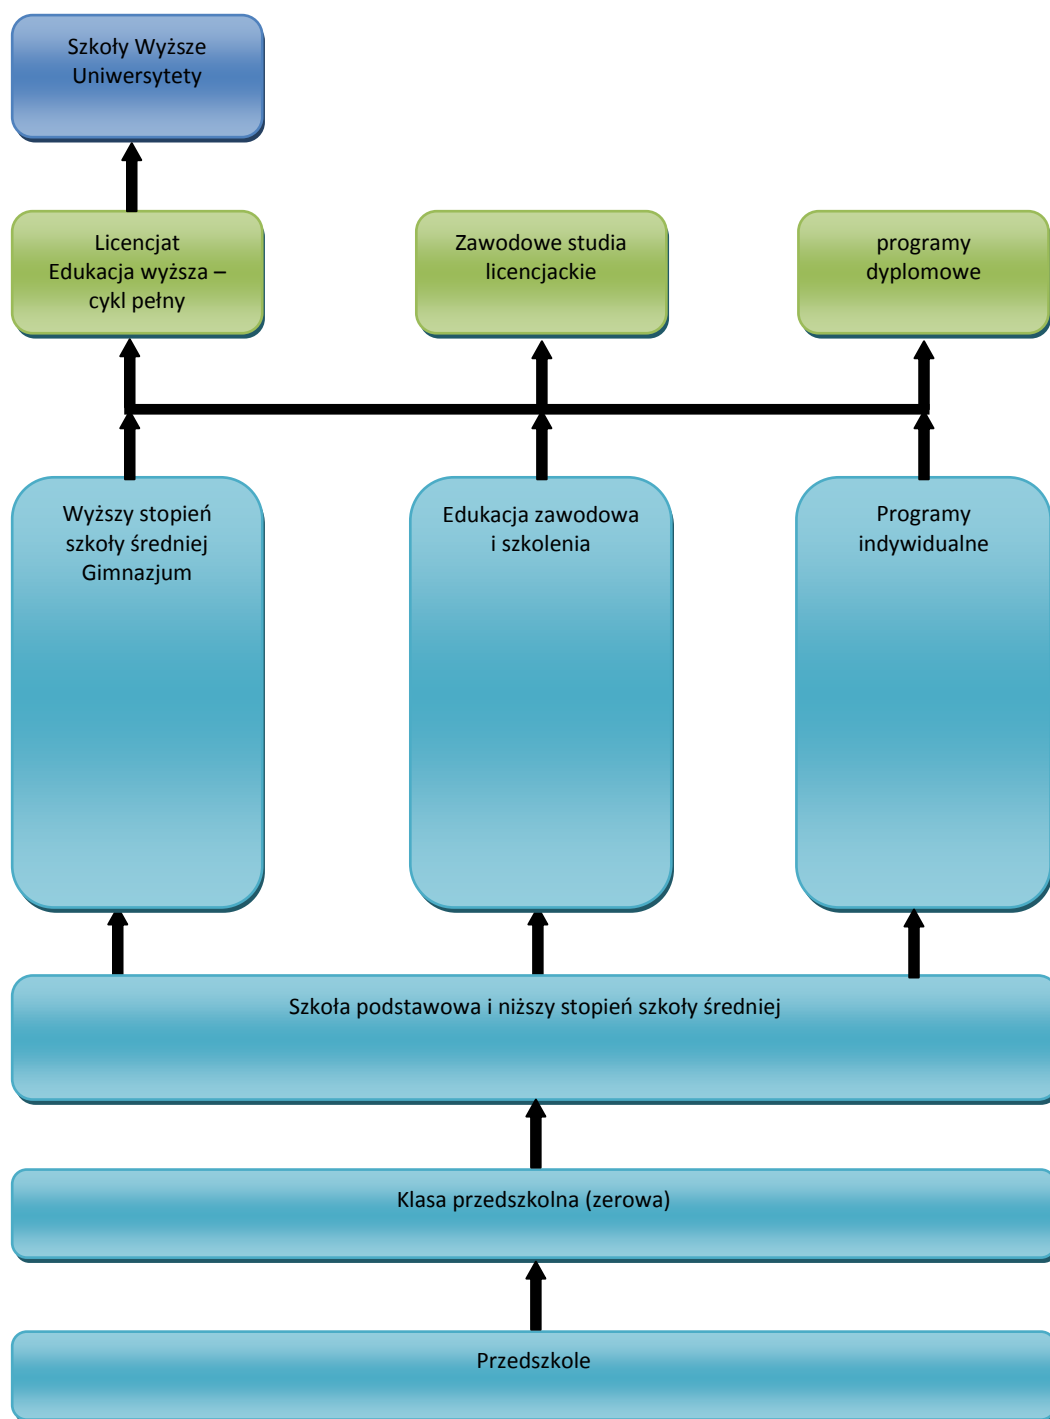 Szkoły Wyższe
Uniwersytety
Licencjat
Edukacja wyższa –
cykl pełny
Zawodowe studia
licencjackie
programy
dyplomowe
Wyższy stopień
szkoły średniej
Gimnazjum
Edukacja zawodowa
i szkolenia
Programy
indywidualne
Szkoła podstawowa i niższy stopień szkoły średniej
Klasa przedszkolna (zerowa)
Przedszkole